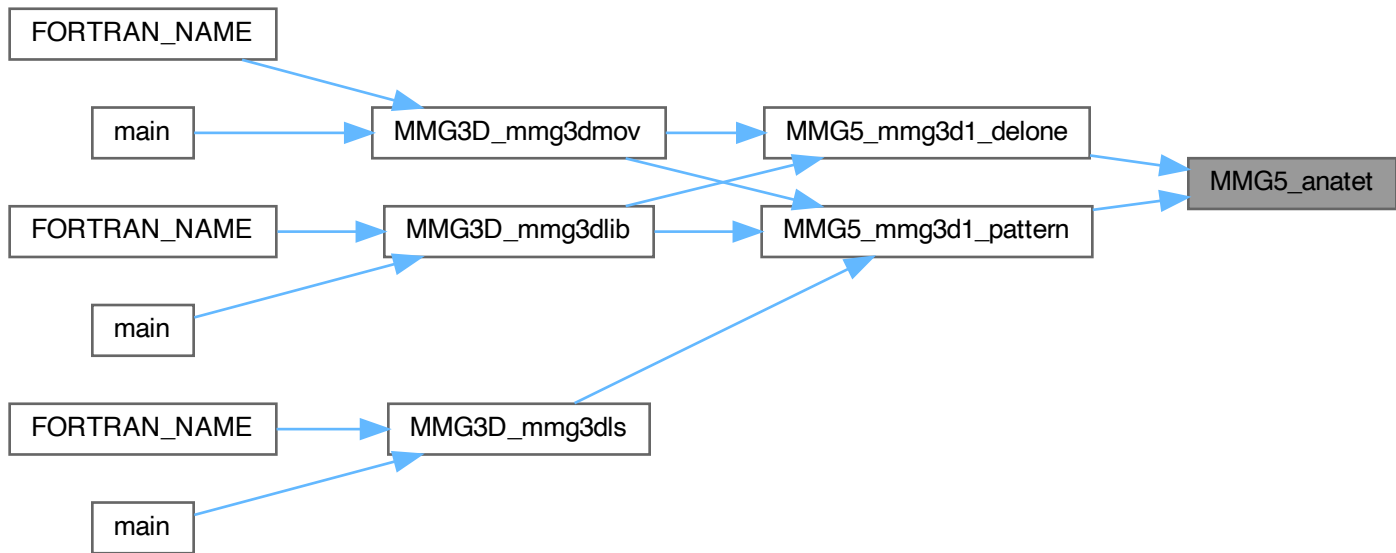 FORTRAN_NAME
main
MMG3D_mmg3dmov
MMG5_mmg3d1_delone
MMG5_anatet
FORTRAN_NAME
MMG3D_mmg3dlib
MMG5_mmg3d1_pattern
main
FORTRAN_NAME
MMG3D_mmg3dls
main